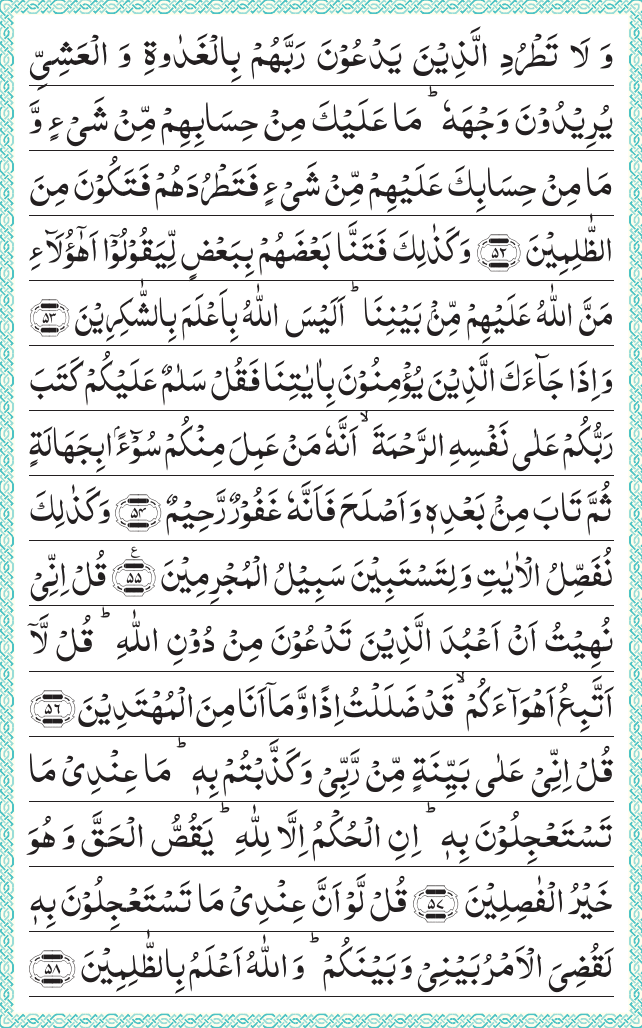 وَ لَا تَطۡرُدِ الَّذِیۡنَ یَدۡعُوۡنَ رَبَّهُمۡ بِالۡغَدٰوۃِ وَ الۡعَشِیِّ
یُرِیۡدُوۡنَ وَجۡهَہٗ ؕ مَا عَلَیۡکَ مِنۡ حِسَابِهِمۡ مِّنۡ شَیۡءٍ وَّ
مَا مِنۡ حِسَابِکَ عَلَیۡهِمۡ مِّنۡ شَیۡءٍ فَتَطۡرُدَهُمۡ فَتَکُوۡنَ مِنَ
الظّٰلِمِیۡنَ ﴿۵۲﴾ وَکَذٰلِکَ فَتَنَّا بَعۡضَهُمۡ بِبَعۡضٍ لِّیَقُوۡلُوۡۤا اَهٰۤؤُلَآءِ
مَنَّ اللّٰهُ عَلَیۡهِمۡ مِّنۡۢ بَیۡنِنَا ؕ اَلَیۡسَ اللّٰهُ بِاَعۡلَمَ بِالشّٰکِرِیۡنَ ﴿۵۳﴾
وَاِذَا جَآءَکَ الَّذِیۡنَ یُؤۡمِنُوۡنَ بِاٰیٰتِنَا فَقُلۡ سَلٰمٌ عَلَیۡکُمۡ کَتَبَ
رَبُّکُمۡ عَلٰی نَفۡسِهِ الرَّحۡمَۃَ ۙ اَنَّہٗ مَنۡ عَمِلَ مِنۡکُمۡ سُوۡٓءًۢا بِجَهَالَۃٍ
ثُمَّ تَابَ مِنۡۢ بَعۡدِہٖ وَ اَصۡلَحَ فَاَنَّہٗ غَفُوۡرٌ رَّحِیۡمٌ ﴿۵۴﴾ وَکَذٰلِکَ
نُفَصِّلُ الۡاٰیٰتِ وَلِتَسۡتَبِیۡنَ سَبِیۡلُ الۡمُجۡرِمِیۡنَ ﴿۵۵﴾ ع قُلۡ اِنِّیۡ
نُهِیۡتُ اَنۡ اَعۡبُدَ الَّذِیۡنَ تَدۡعُوۡنَ مِنۡ دُوۡنِ اللّٰهِ ؕ قُلۡ لَّاۤ
اَتَّبِعُ اَهۡوَآءَکُمۡ ۙ قَدۡ ضَلَلۡتُ اِذًا وَّ مَاۤ اَنَا مِنَ الۡمُهۡتَدِیۡنَ ﴿۵۶﴾
قُلۡ اِنِّیۡ عَلٰی بَیِّنَۃٍ مِّنۡ رَّبِّیۡ وَکَذَّبۡتُمۡ بِہٖ ؕ مَا عِنۡدِیۡ مَا
تَسۡتَعۡجِلُوۡنَ بِہٖ ؕ اِنِ الۡحُکۡمُ اِلَّا لِلّٰهِ ؕ یَقُصُّ الۡحَقَّ وَ هُوَ
خَیۡرُ الۡفٰصِلِیۡنَ ﴿۵۷﴾ قُلۡ لَّوۡ اَنَّ عِنۡدِیۡ مَا تَسۡتَعۡجِلُوۡنَ بِہٖ
لَقُضِیَ الۡاَمۡرُ بَیۡنِیۡ وَبَیۡنَکُمۡ ؕ وَاللّٰهُ اَعۡلَمُ بِالظّٰلِمِیۡنَ ﴿۵۸﴾